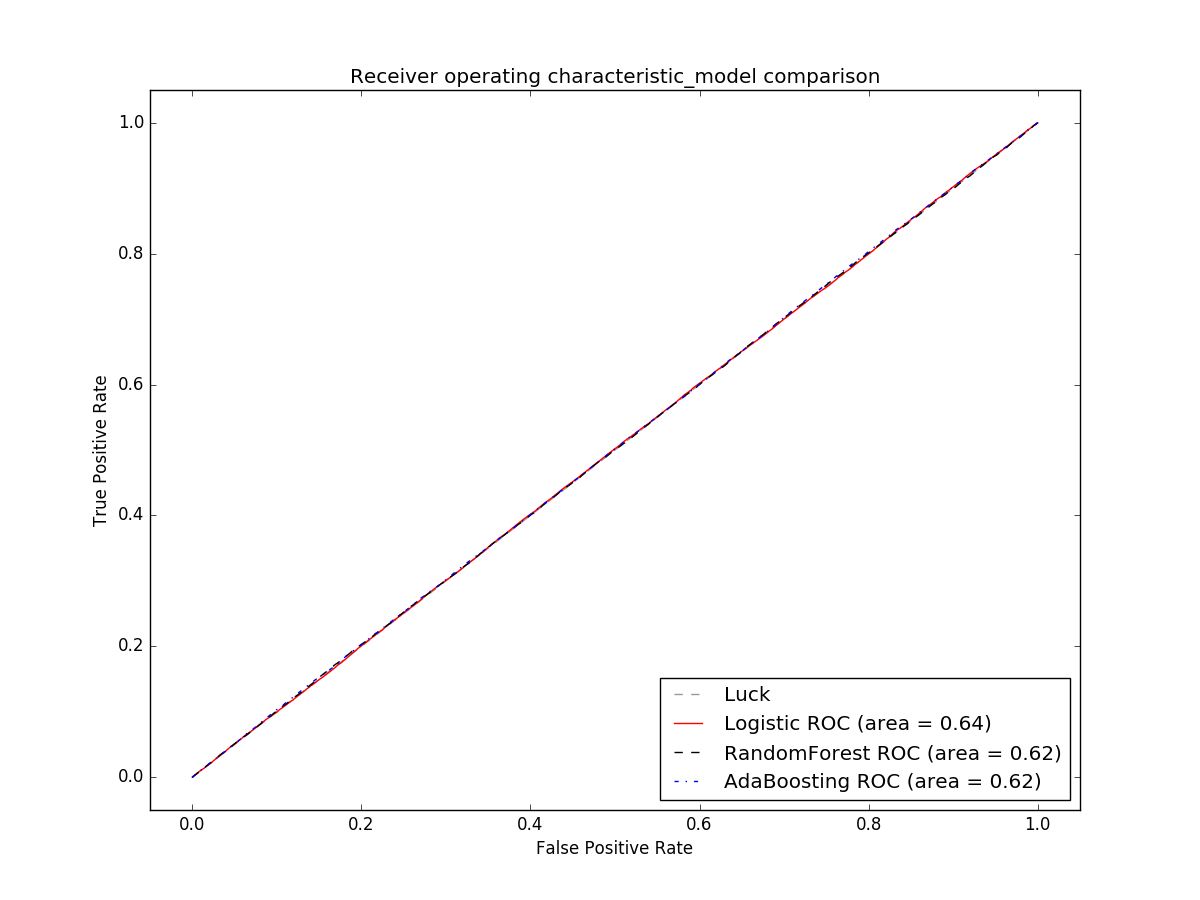 Receiver operating characteristic_model comparison
True Positive Rate
1.0
0.8
0.6
0.4
0.2
0.0
Luck
Logistic ROC (area = 0.64)
RandomForest ROC (area = 0.62)
AdaBoosting ROC (area = 0.62)
0.0 0.2 0.4 0.6 0.8 1.0
False Positive Rate